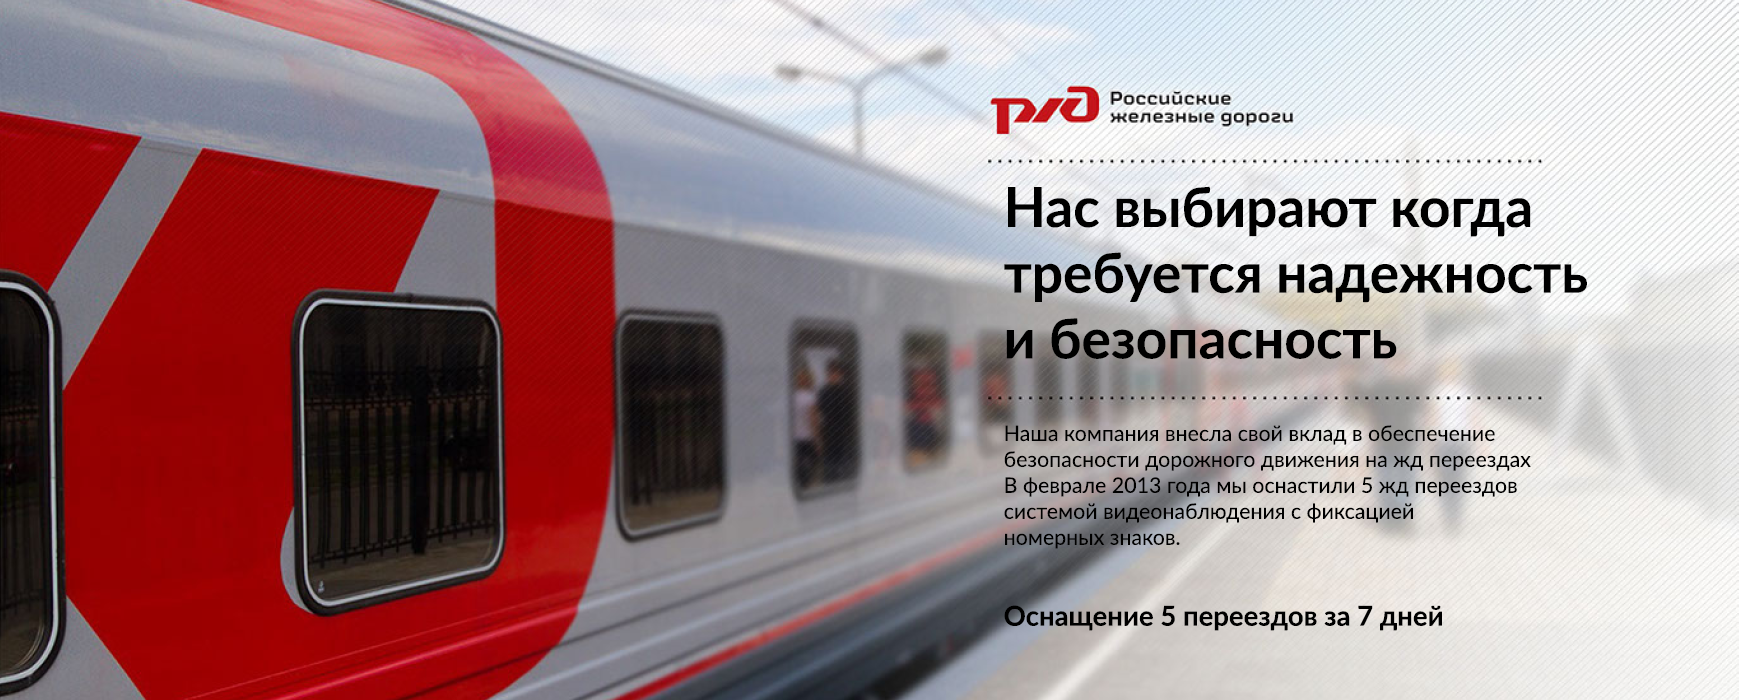 ржд Российские
железные дороги
Нас выбирают когда
требуется надежность
и безопасность
Наша компания внесла свой вклад в обеспечение
безопасности дорожного движения на жд переездах
В феврале 2013 года мы оснастили 5 жд переездов
системой видеонаблюдения с фиксацией
номерных знаков.
Оснащение 5 переездов за 7 дней